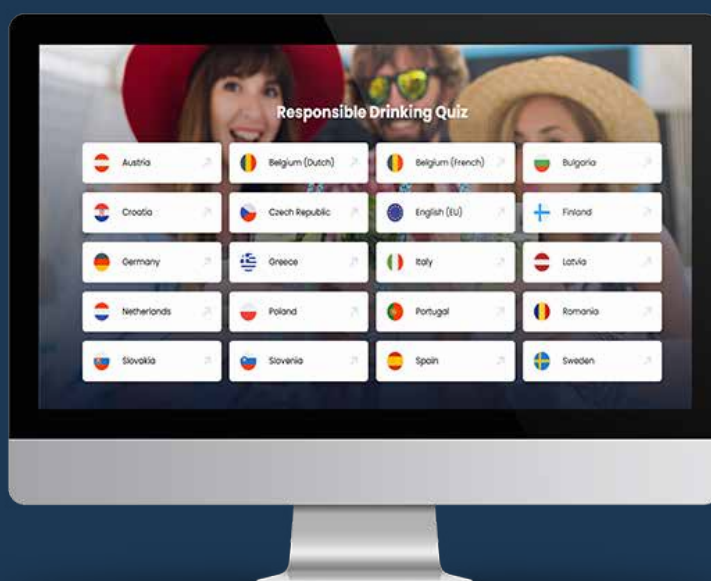 Responsible Drinking Quiz
Austria
Belgium (Dutch)
Belgium (French)
Bulgaria
Croatia
Czech Republic
English (EU)
Finland
Germany
Greece
Italy
Latvia
Netherlands
Poland
Portugal
Romania
Slovakia
Slovenia
Spain
Sweden